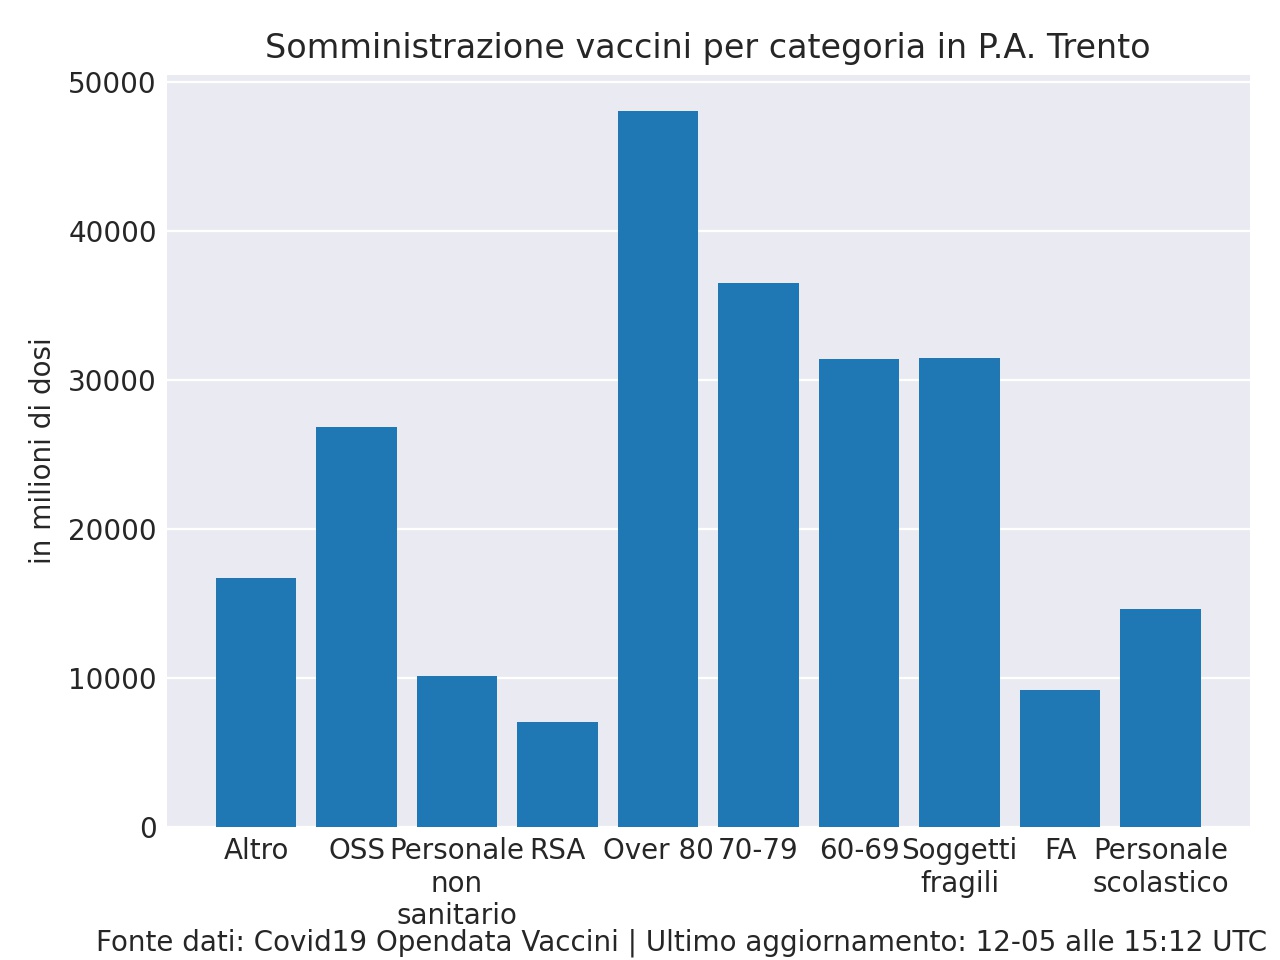 Somministrazione vaccini per categoria in P.A. Trento
50000
40000
30000
20000
10000
0
in milioni di dosi
Altro
OSS
Personale
non
sanitario
RSA
Over 80
70-79
60-69
Soggetti
fragili
FA
Personale
scolastico
Fonte dati: Covid19 Opendata Vaccini | Ultimo aggiornamento: 12-05 alle 15:12 UTC